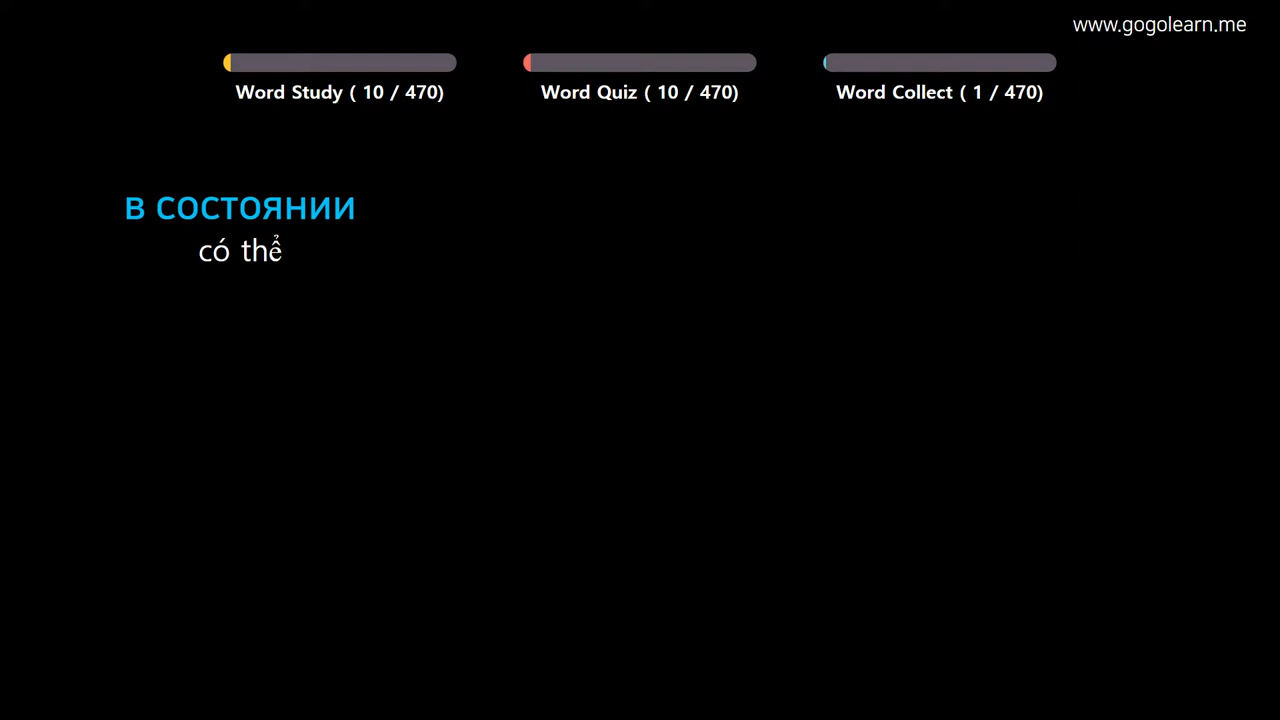 www.gogolearn.me
Word Study ( 10 / 470)
Word Quiz ( 10 / 470)
Word Collect ( 1 / 470)
в состоянии
có thể